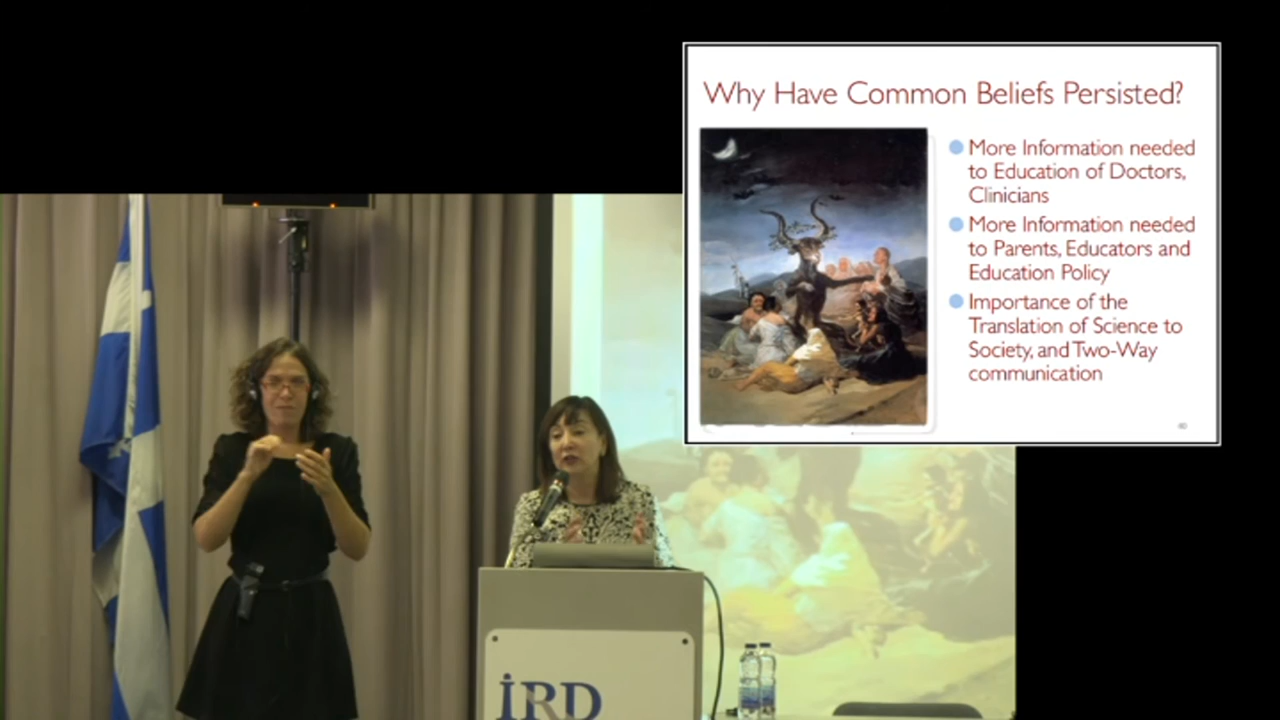 Why Have Common Beliefs Persisted?
More Information needed
to Education of Doctors,
Clinicians
More Information needed
to Parents, Educators and
Education Policy
Importance of the
Translation of Science to
Society, and Two-Way
communication
İRD